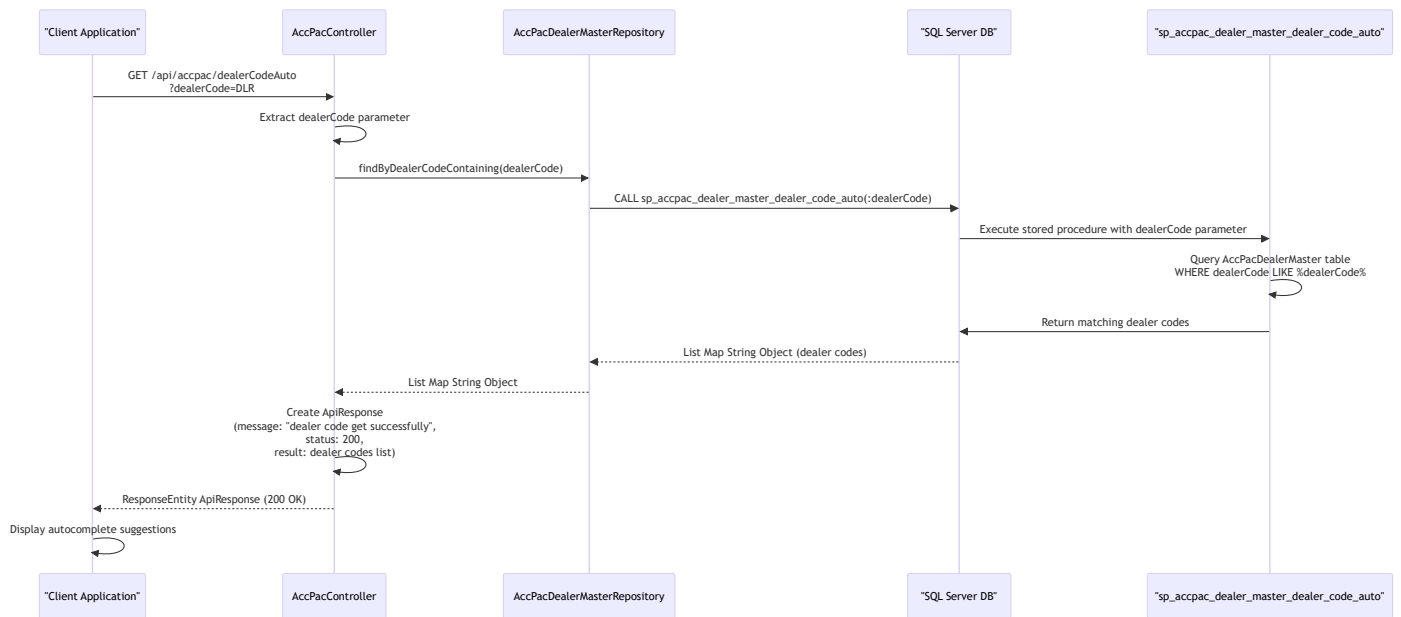 "Client Application"
AccPacController
AccPacDealerMasterRepository
"SQL Server DB"
"sp_accpac_dealer_master_dealer_code_auto"
GET /api/accpac/dealerCodeAuto
?dealerCode=DLR
Extract dealerCode parameter
findByDealerCodeContaining(dealerCode)
CALL sp_accpac_dealer_master_dealer_code_auto(:dealerCode)
Execute stored procedure with dealerCode parameter
Query AccPacDealerMaster table
WHERE dealerCode LIKE %dealerCode%
Return matching dealer codes
List Map String Object (dealer codes)
List Map String Object
Create ApiResponse
(message: "dealer code get successfully",
status: 200,
result: dealer codes list)
ResponseEntity ApiResponse (200 OK)
Display autocomplete suggestions
"Client Application"
AccPacController
AccPacDealerMasterRepository
"SQL Server DB"
"sp_accpac_dealer_master_dealer_code_auto"